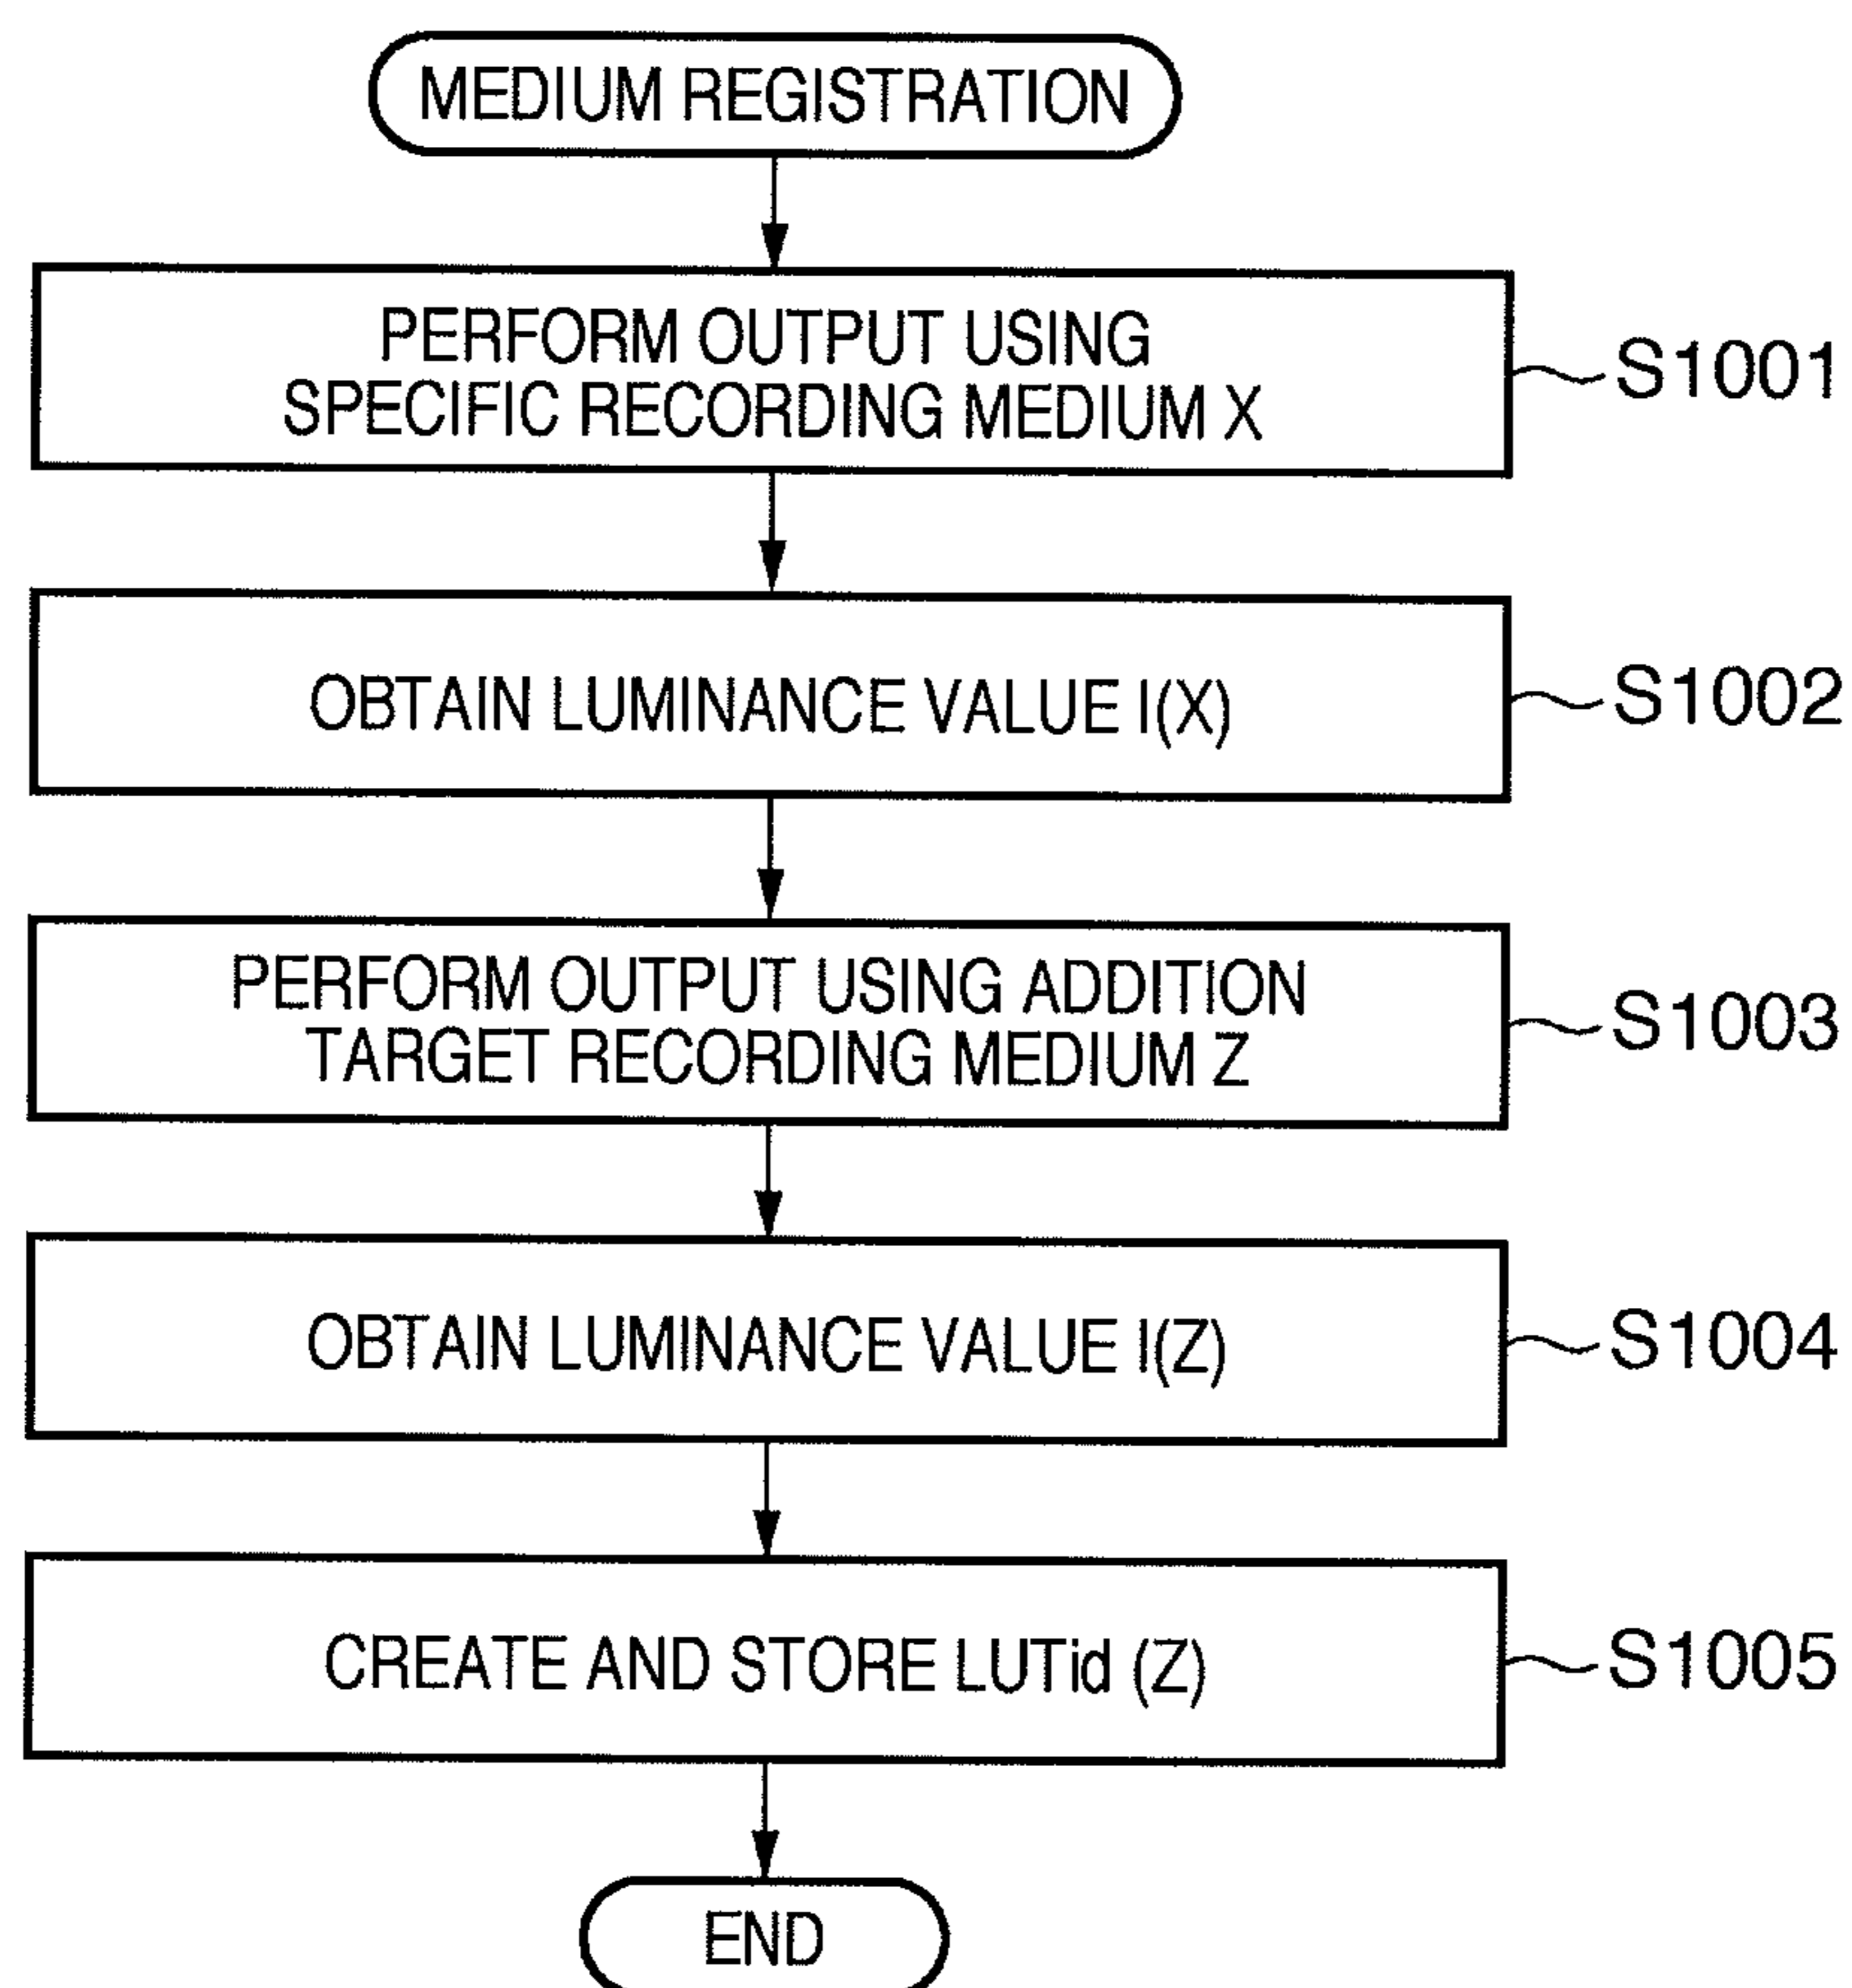 MEDIUM REGISTRATION
PERFORM OUTPUT USING
SPECIFIC RECORDING MEDIUM X
S1001
OBTAIN LUMINANCE VALUE I(X)
S1002
PERFORM OUTPUT USING ADDITION
TARGET RECORDING MEDIUM Z
S1003
OBTAIN LUMINANCE VALUE I(Z)
S1004
CREATE AND STORE LUTid (Z)
S1005
END